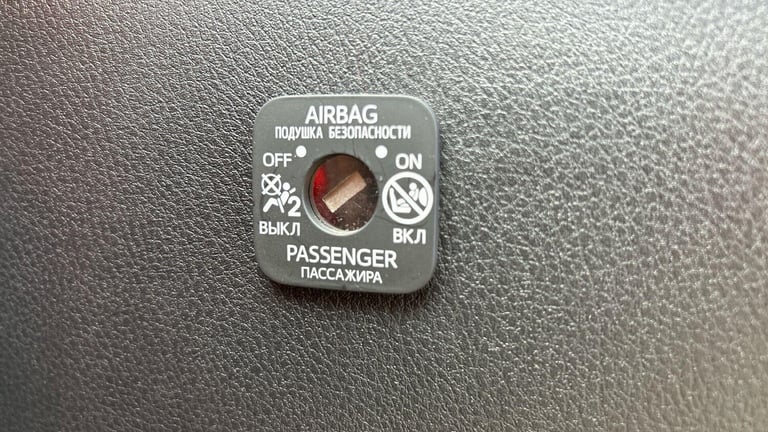 AIRBAG
ПОДУШКА БЕЗОПАСНОСТИ
OFF ON
2
ВЫКЛ ВКЛ
PASSENGER
ПАССАЖИРА